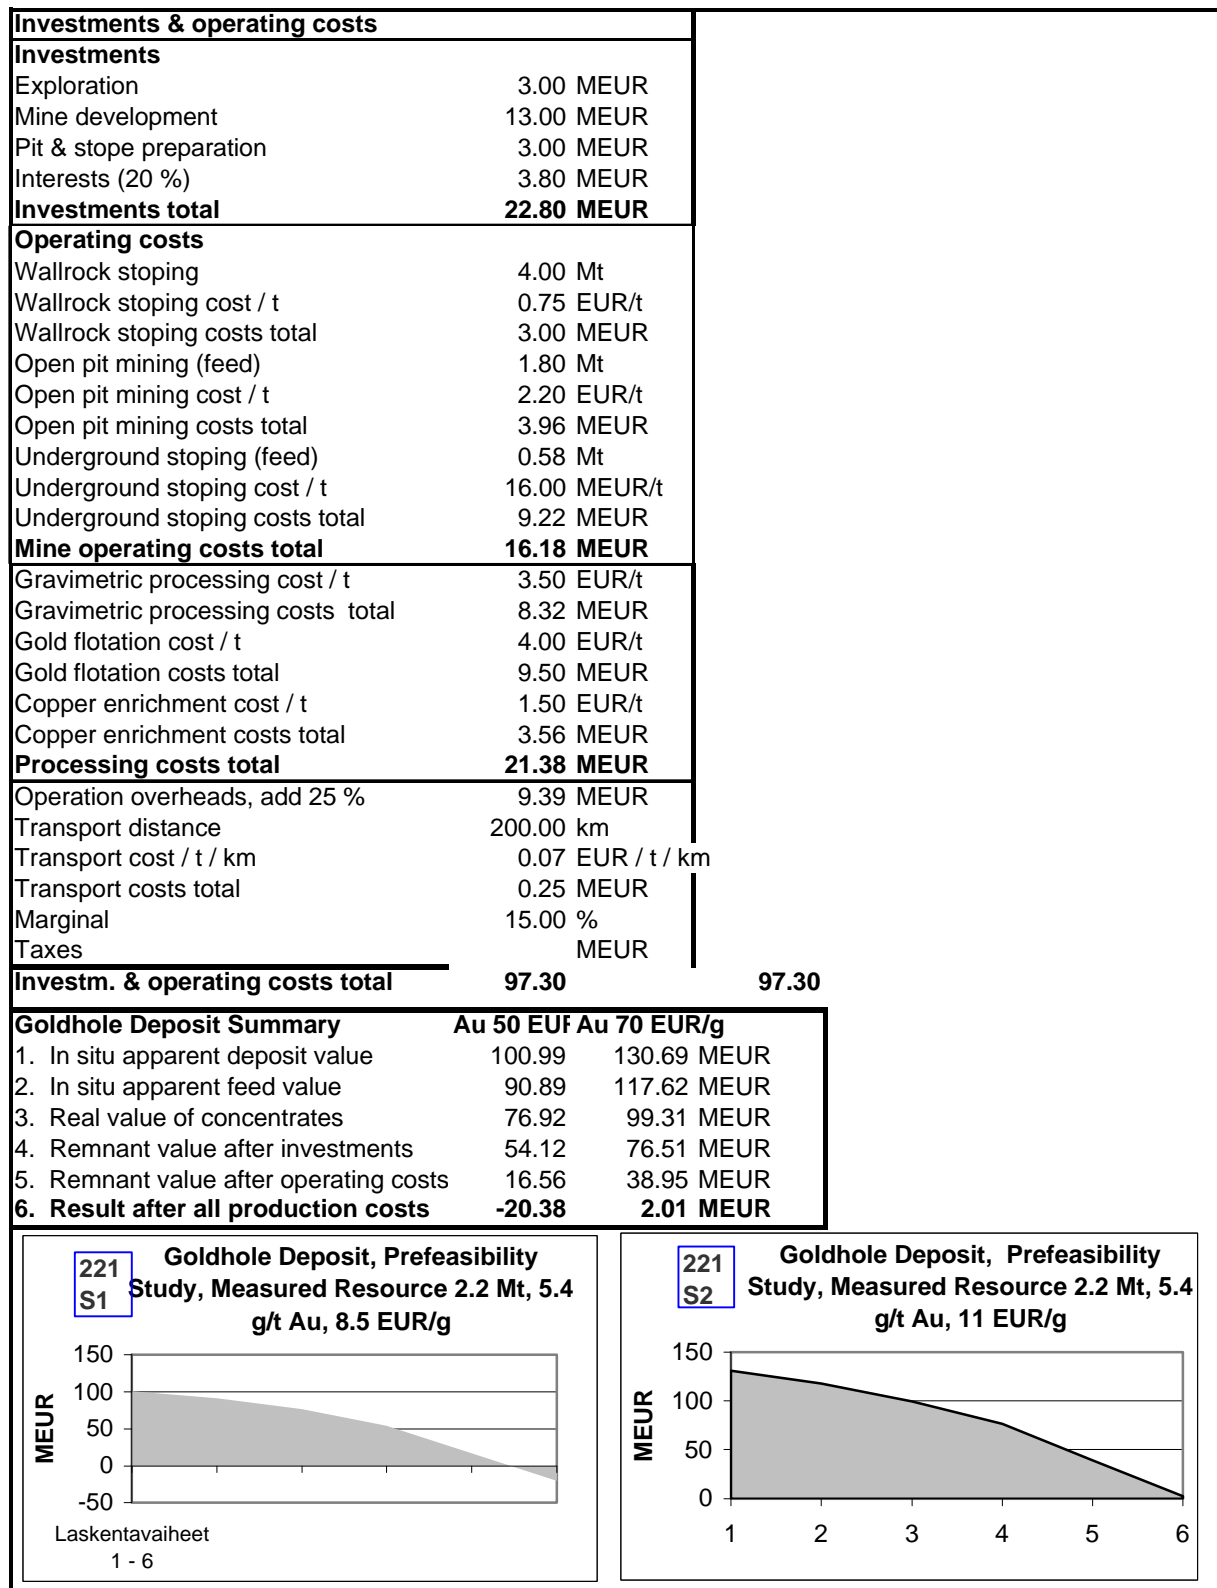 Investments & operating costs
Investments
Exploration 3.00 MEUR
Mine development 13.00 MEUR
Pit & stope preparation 3.00 MEUR
Interests (20 %) 3.80 MEUR
Investments total 22.80 MEUR
Operating costs
Wallrock stoping 4.00 Mt
Wallrock stoping cost / t 0.75 EUR/t
Wallrock stoping costs total 3.00 MEUR
Open pit mining (feed) 1.80 Mt
Open pit mining cost / t 2.20 EUR/t
Open pit mining costs total 3.96 MEUR
Underground stoping (feed) 0.58 Mt
Underground stoping cost / t 16.00 MEUR/t
Underground stoping costs total 9.22 MEUR
Mine operating costs total 16.18 MEUR
Gravimetric processing cost / t 3.50 EUR/t
Gravimetric processing costs total 8.32 MEUR
Gold flotation cost / t 4.00 EUR/t
Gold flotation costs total 9.50 MEUR
Copper enrichment cost / t 1.50 EUR/t
Copper enrichment costs total 3.56 MEUR
Processing costs total 21.38 MEUR
Operation overheads, add 25 % 9.39 MEUR
Transport distance 200.00 km
Transport cost / t / km 0.07 EUR / t / km
Transport costs total 0.25 MEUR
Marginal 15.00 %
Taxes MEUR
Investm. & operating costs total 97.30 97.30
Goldhole Deposit Summary Au 50 EUR Au 70 EUR/g
1. In situ apparent deposit value 100.99 130.69 MEUR
2. In situ apparent feed value 90.89 117.62 MEUR
3. Real value of concentrates 76.92 99.31 MEUR
4. Remnant value after investments 54.12 76.51 MEUR
5. Remnant value after operating costs 16.56 38.95 MEUR
6. Result after all production costs -20.38 2.01 MEUR
221
S1
Goldhole Deposit, Prefeasibility
Study, Measured Resource 2.2 Mt, 5.4
g/t Au, 8.5 EUR/g
150
100
50
0
-50
MEUR
Laskentavaiheet
1 - 6
221
S2
Goldhole Deposit, Prefeasibility
Study, Measured Resource 2.2 Mt, 5.4
g/t Au, 11 EUR/g
150
100
50
0
MEUR
1 2 3 4 5 6